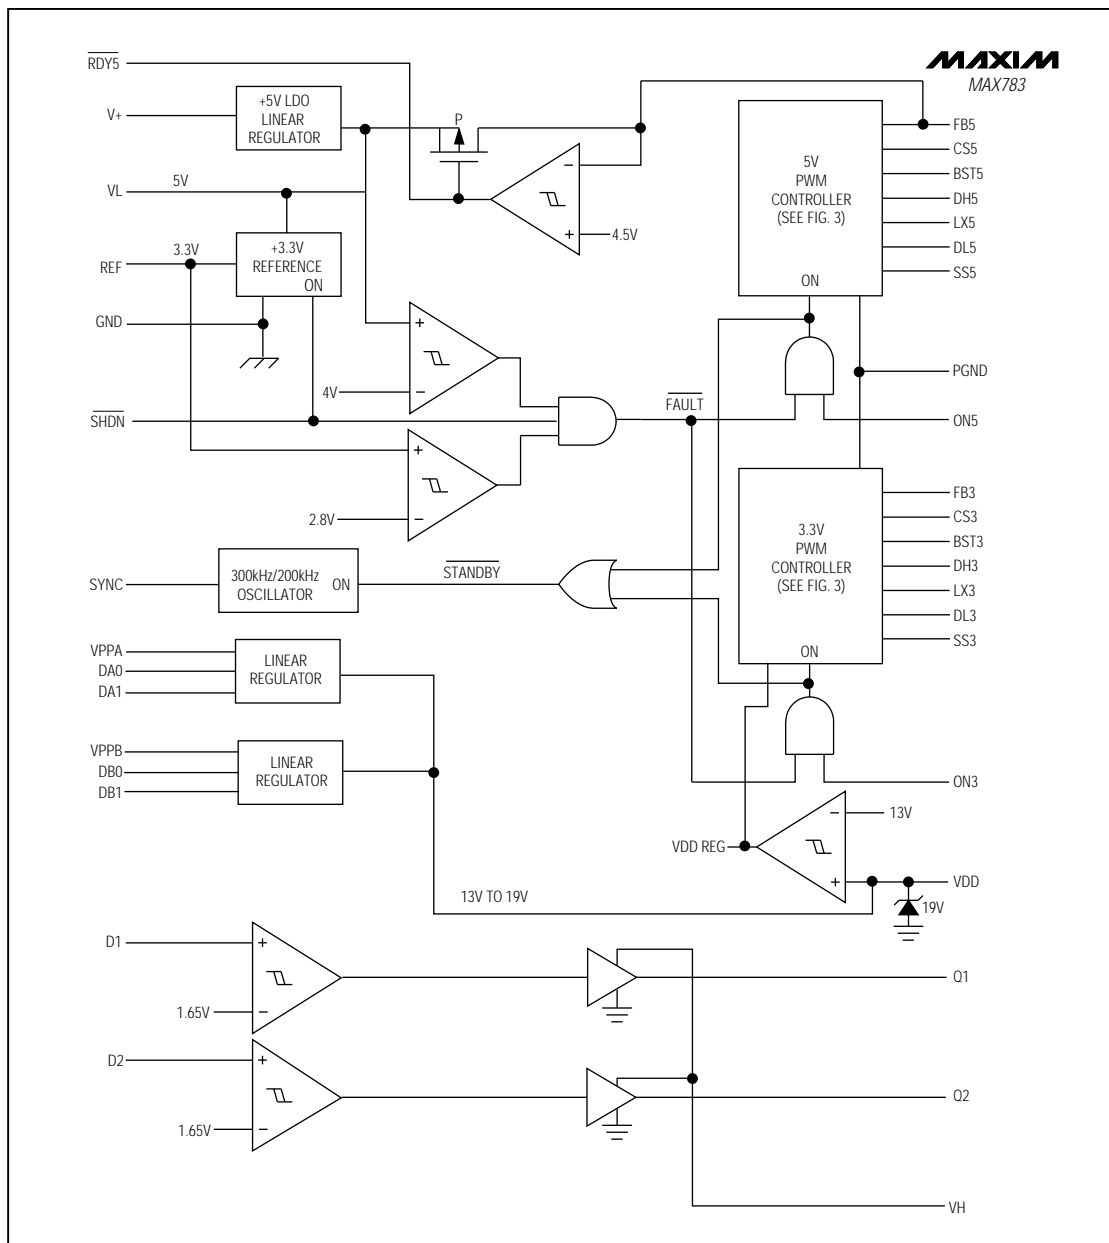 RDY5
MAXIM
MAX783
V+
+5V LDO
LINEAR
REGULATOR
P
FB5
CS5
BST5
DH5
LX5
DL5
SS5
5V
PWM
CONTROLLER
(SEE FIG. 3)
ON
VL
5V
−
+
4.5V
REF
3.3V
+3.3V
REFERENCE
ON
GND
+
4V
−
PGND
SHDN
FAULT
ON5
+
2.8V
−
FB3
CS3
BST3
DH3
LX3
DL3
SS3
3.3V
PWM
CONTROLLER
(SEE FIG. 3)
ON
SYNC
300kHz/200kHz
OSCILLATOR
ON
STANDBY
VPPA
DA0
DA1
LINEAR
REGULATOR
VPPB
DB0
DB1
LINEAR
REGULATOR
ON3
−
13V
VDD REG
+
VDD
13V TO 19V
19V
D1
+
1.65V
−
Q1
D2
+
1.65V
−
Q2
VH